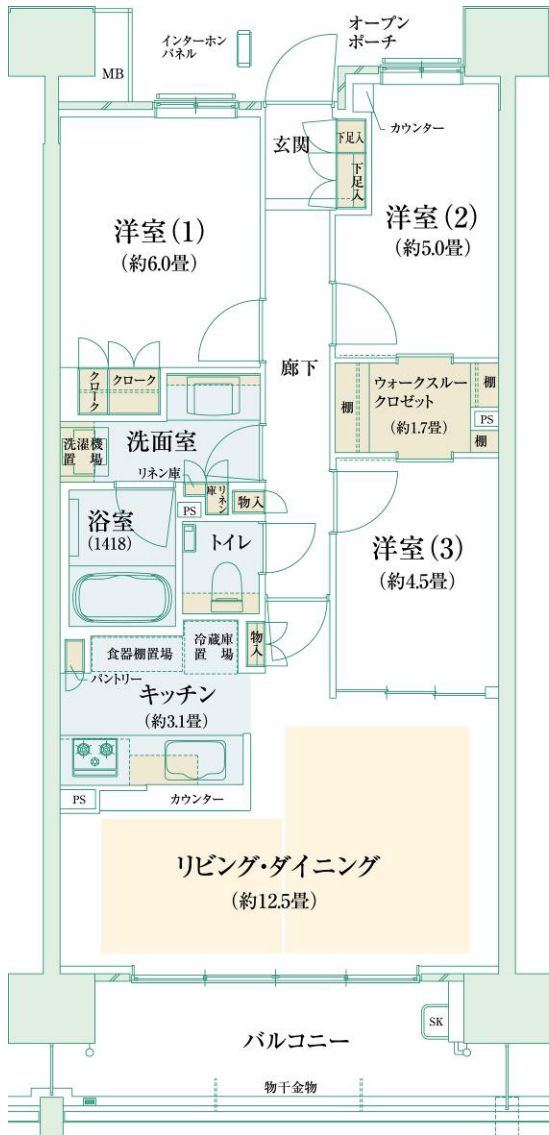 オープン
ポーチ
インターホン
パネル
MB
カウンター
玄関
下足入
下足入
洋室(1)
(約6.0畳)
洋室(2)
(約5.0畳)
廊下
クローク
クローク
ウォークスルー
クロゼット
(約1.7畳)
棚
棚
PS
棚
洗濯機
置場
洗面室
リネン庫
リネン庫
物入
PS
浴室
(1418)
トイレ
洋室(3)
(約4.5畳)
食器棚置場
冷蔵庫
置場
物入
パントリー
キッチン
(約3.1畳)
PS
カウンター
リビング・ダイニング
(約12.5畳)
SK
バルコニー
物干金物